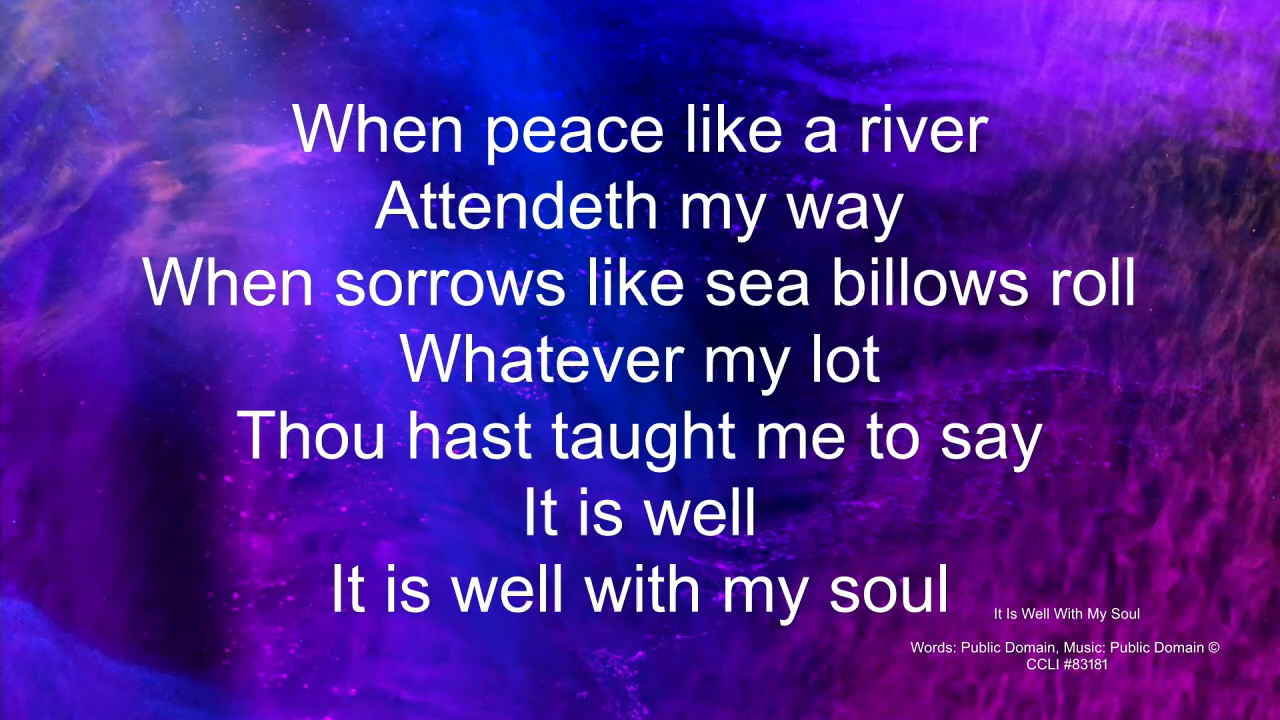 When peace like a river
Attendeth my way
When sorrows like sea billows roll
Whatever my lot
Thou hast taught me to say
It is well
It is well with my soul
It Is Well With My Soul
Words: Public Domain, Music: Public Domain ©
CCLI #83181